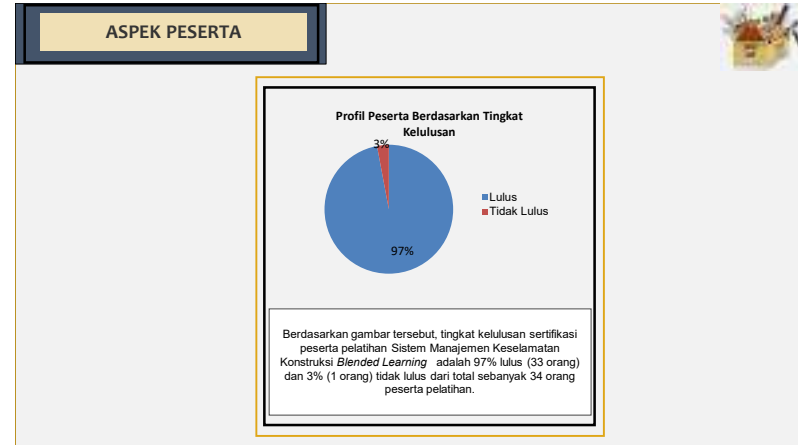 ASPEK PESERTA
Profil Peserta Berdasarkan Tingkat
Kelulusan
3%
97%
Lulus
Tidak Lulus
Berdasarkan gambar tersebut, tingkat kelulusan sertifikasi
peserta pelatihan Sistem Manajemen Keselamatan
Konstruksi Blended Learning adalah 97% lulus (33 orang)
dan 3% (1 orang) tidak lulus dari total sebanyak 34 orang
peserta pelatihan.